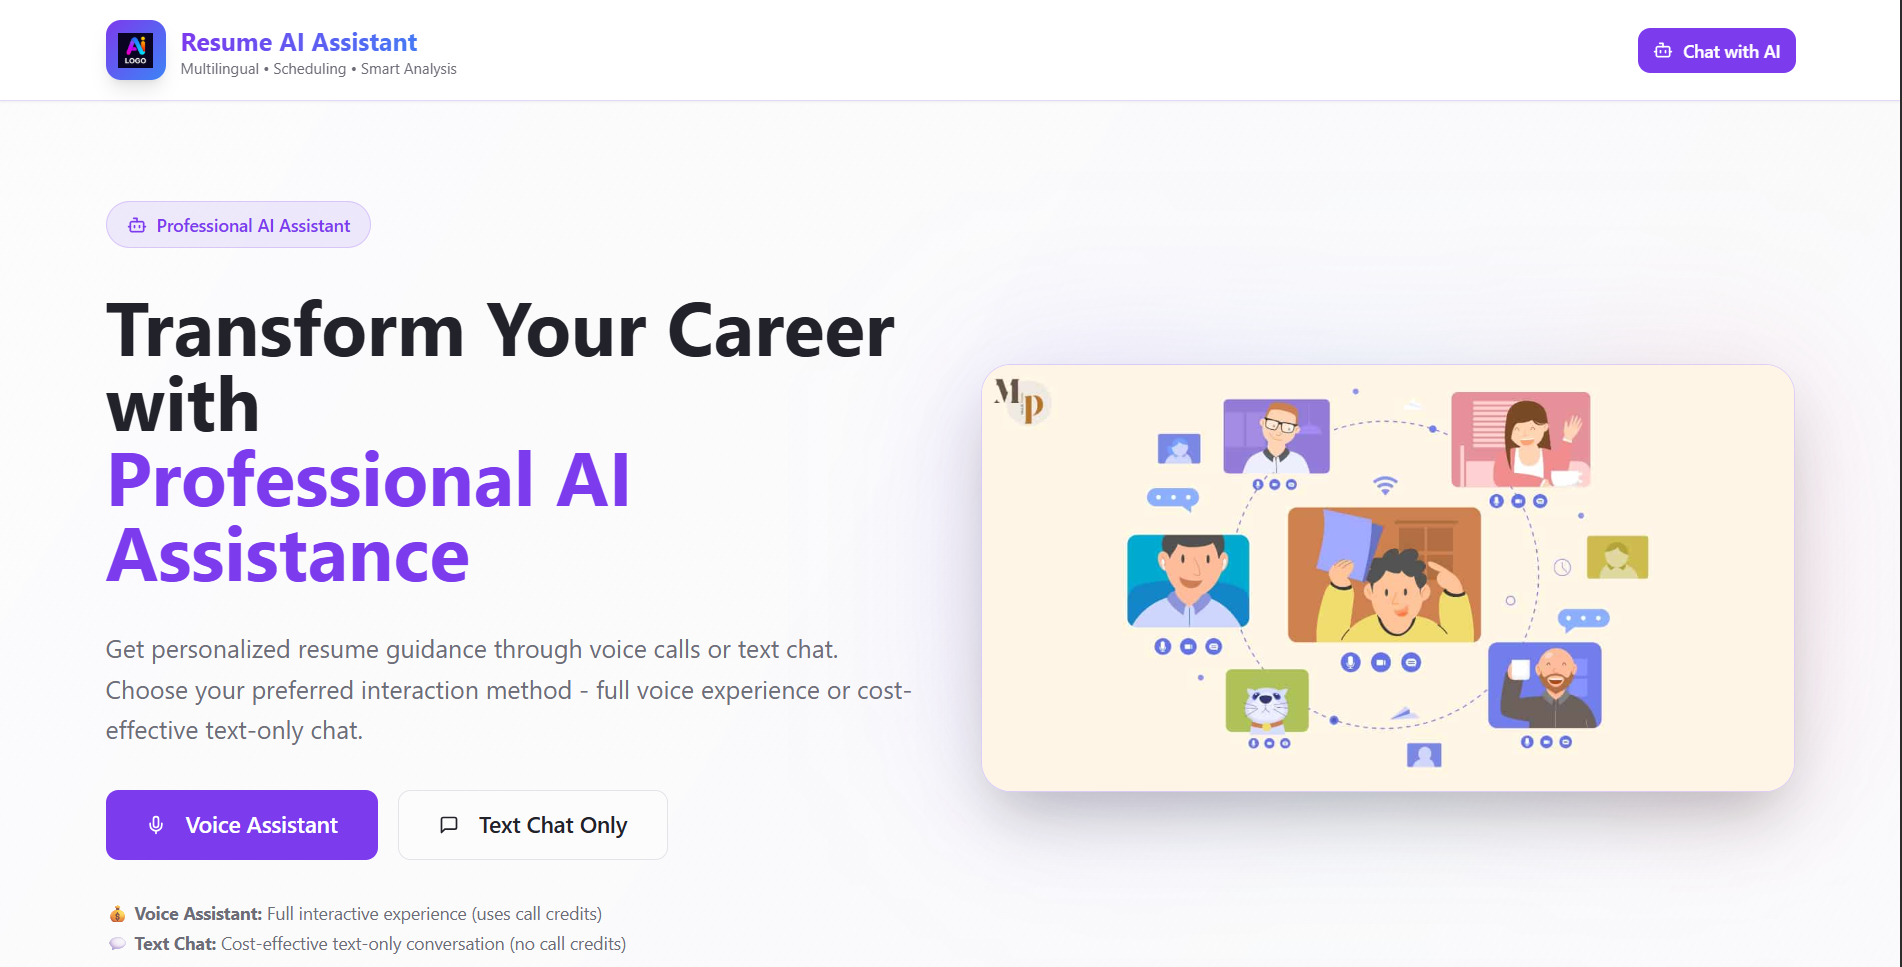 Ai
LOGO
Resume AI Assistant
Multilingual • Scheduling • Smart Analysis
Chat with AI
Professional AI Assistant
Transform Your Career
with
Professional AI
Assistance
Get personalized resume guidance through voice calls or text chat.
Choose your preferred interaction method - full voice experience or cost-
effective text-only chat.
Voice Assistant
Text Chat Only
💰 Voice Assistant: Full interactive experience (uses call credits)
💬 Text Chat: Cost-effective text-only conversation (no call credits)
MP